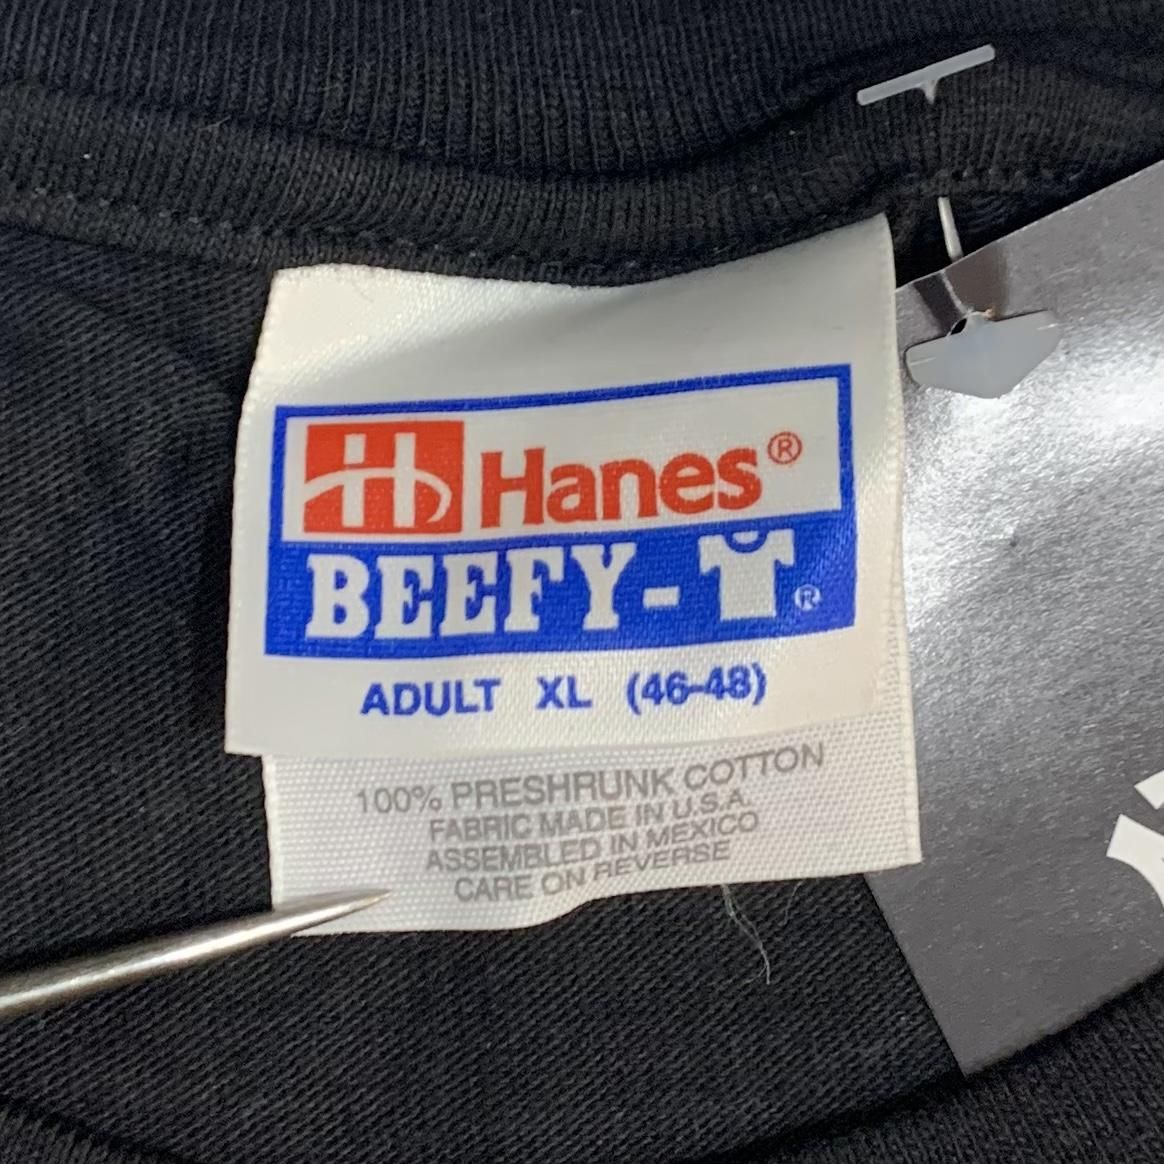 Hanes®
BEEFY-T®
ADULT XL (46-48)
100% PRESHRUNK COTTON
FABRIC MADE IN U.S.A.
ASSEMBLED IN MEXICO
CARE ON REVERSE